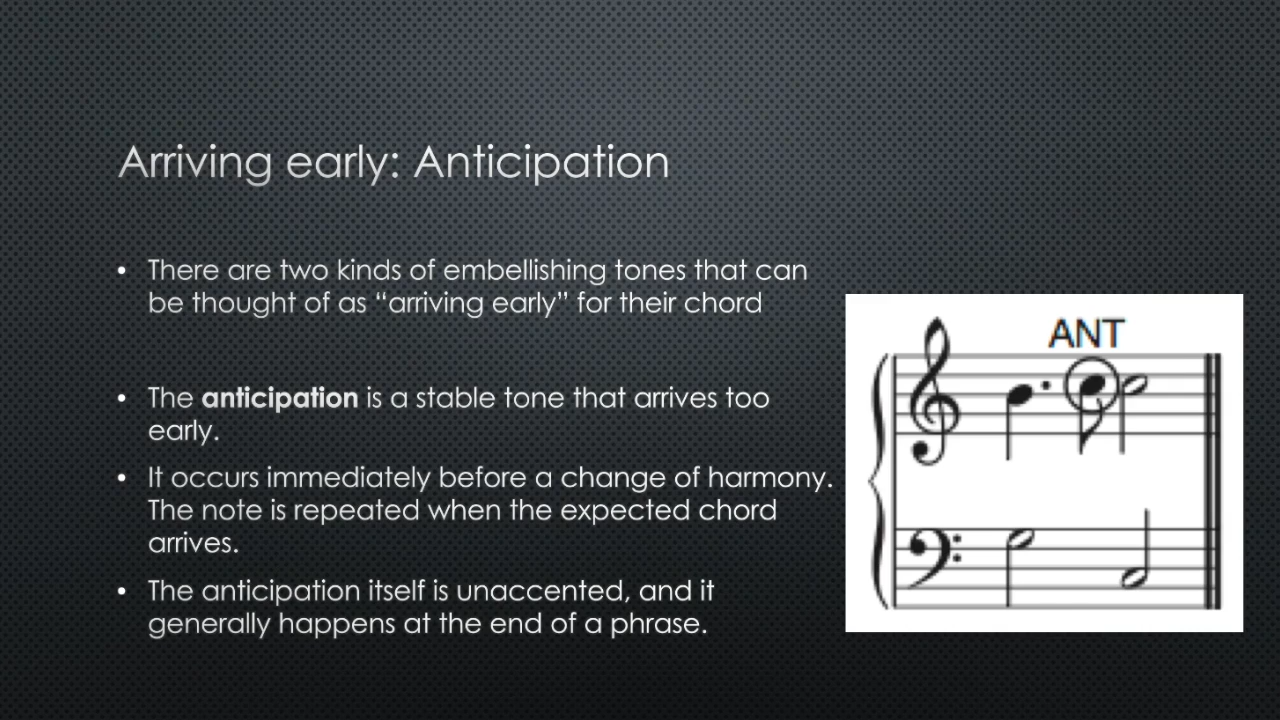 Arriving early: Anticipation
• There are two kinds of embellishing tones that can
be thought of as “arriving early” for their chord
• The anticipation is a stable tone that arrives too
early.
• It occurs immediately before a change of harmony.
The note is repeated when the expected chord
arrives.
• The anticipation itself is unaccented, and it
generally happens at the end of a phrase.
ANT